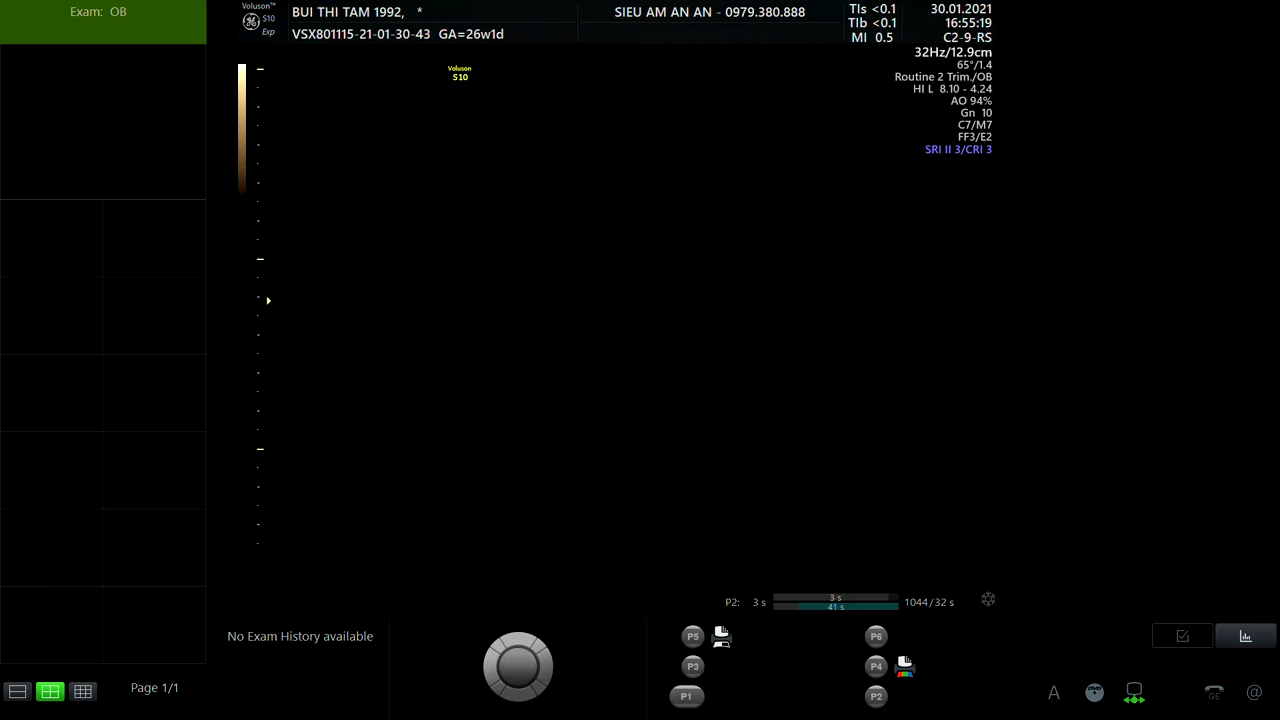 Exam: OB
Voluson™
S10
Exp
BUI THI TAM 1992, *
VSX801115-21-01-30-43 GA=26w1d
SIEU AM AN AN - 0979.380.888
TIs <0.1
TIb <0.1
MI 0.5
30.01.2021
16:55:19
C2-9-RS
32Hz/12.9cm
65°/1.4
Routine 2 Trim./OB
HI L 8.10 - 4.24
AO 94%
Gn 10
C7/M7
FF3/E2
SRI II 3/CRI 3
Voluson
S10
P2: 3 s
3 s
41 s
1044/32 s
No Exam History available
P5
P3
P1
P6
P4
P2
Page 1/1
A
GE
@